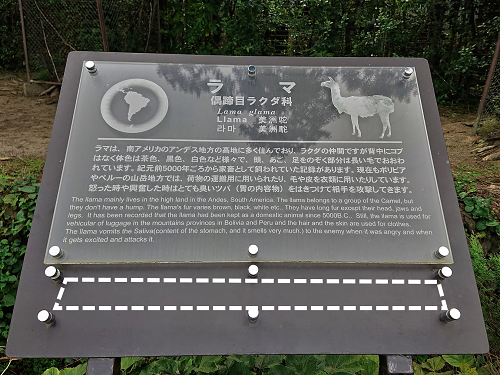 ラマ
偶蹄目ラクダ科
Lama glama
Llama 美洲鴕
라마 美洲駝
ラマは、南アメリカのアンデス地方の高地に多く住んでおり、ラクダの仲間ですが背中にコブ
はなく体色は茶色、黒色、白色など様々で、頭、あご、足をのぞく部分は長い毛でおおわ
れています。紀元前5000年ごろから家畜として飼われていた記録があります。現在もボリビア
やペルーの山岳地方では、荷物の運搬用に用いられたり、毛や皮を衣類に用いたりしています。
怒った時や興奮した時はとても臭いツバ（胃の内容物）をはきつけて相手を攻撃してきます。
The llama mainly lives in the high land in the Andes, South America. The llama belongs to a group of the Camel, but
they don't have a hump. The llama's fur varies brown, black, white etc,. They have long fur except their head, jaws and
legs. It has been recorded that the llama had been kept as a domestic animal since 5000B.C.. Still, the llama is used for
vehiculer of luggage in the mountains provinces in Bolivia and Peru and the hair and the skin are used for clothes.
The llama vomits the Saliva(content of the stomach, and it smells very much.) to the enemy when it was angry and when
it gets excited and attacks it.